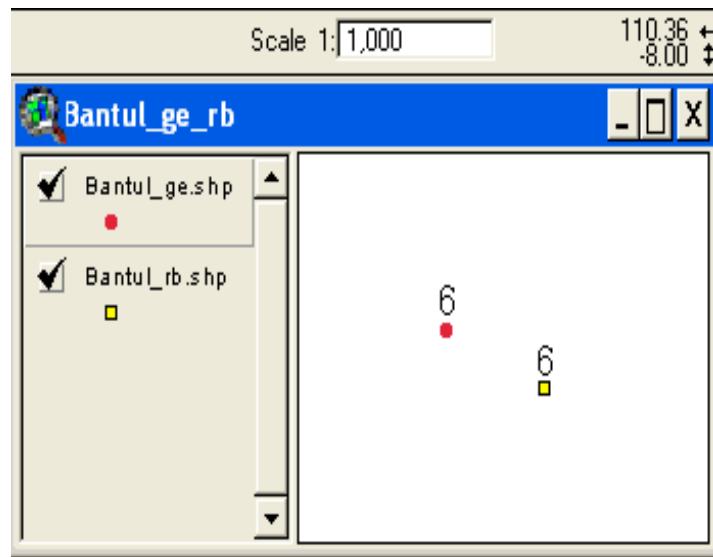 Scale 1: 1,000
110.36
-8.00
Bantul_ge_rb
Bantul_ge.shp
Bantul_rb.shp
6
6